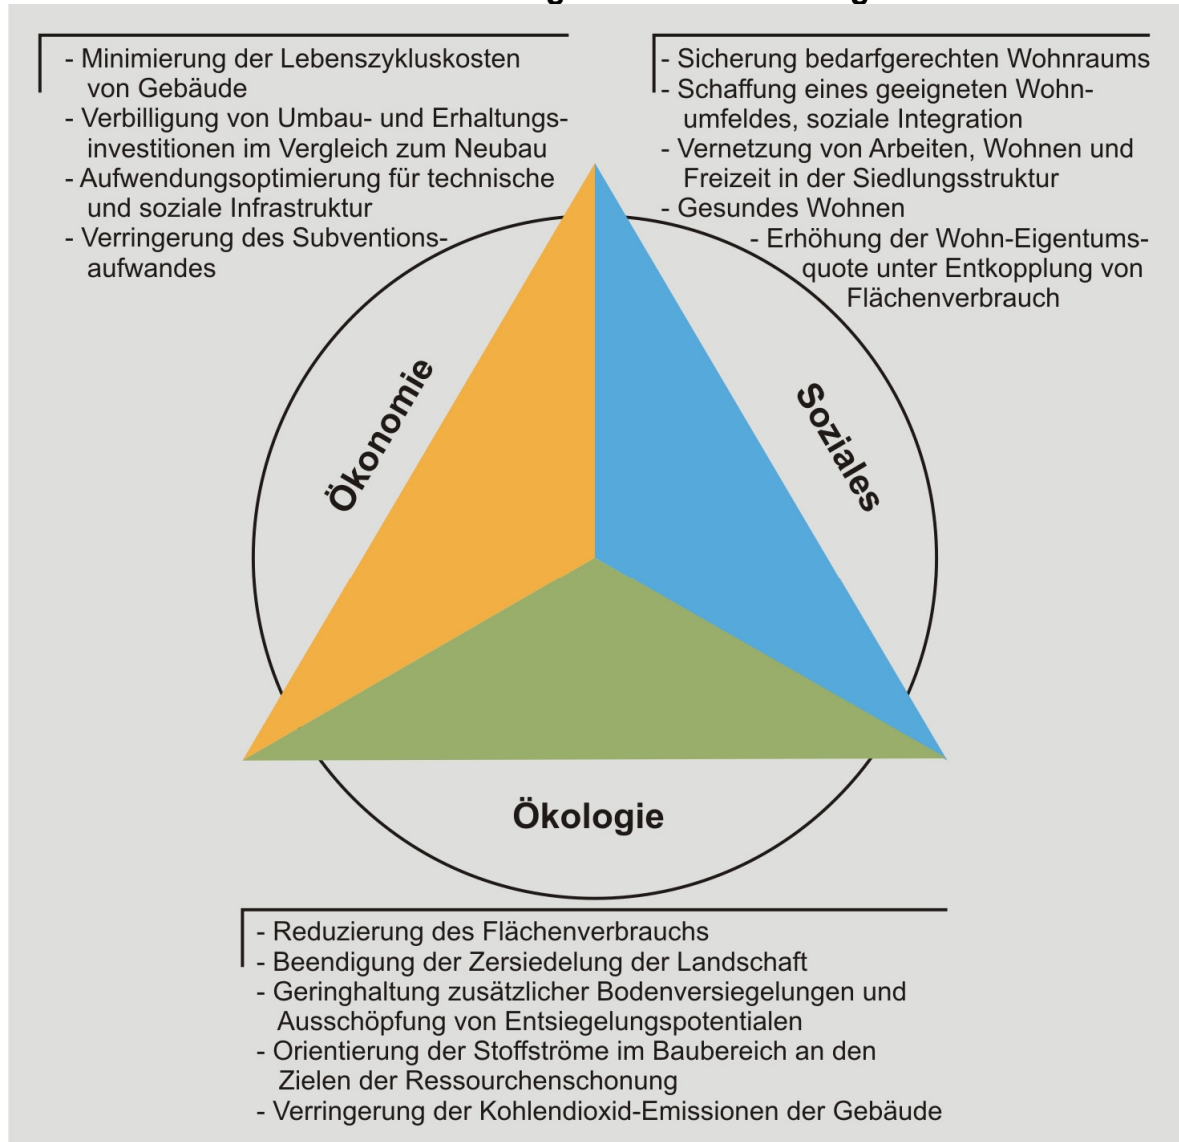 - Minimierung der Lebenszykluskosten
von Gebäude
- Verbilligung von Umbau- und Erhaltungs-
investitionen im Vergleich zum Neubau
- Aufwendungsoptimierung für technische
und soziale Infrastruktur
- Verringerung des Subventions-
aufwandes
- Sicherung bedarfgerechten Wohnraums
- Schaffung eines geeigneten Wohn-
umfeldes, soziale Integration
- Vernetzung von Arbeiten, Wohnen und
Freizeit in der Siedlungsstruktur
- Gesundes Wohnen
- Erhöhung der Wohn-Eigentums-
quote unter Entkopplung von
Flächenverbrauch
Ökonomie
Soziales
Ökologie
- Reduzierung des Flächenverbrauchs
- Beendigung der Zersiedelung der Landschaft
- Geringhaltung zusätzlicher Bodenversiegelungen und
Ausschöpfung von Entsiegelungspotentialen
- Orientierung der Stoffströme im Baubereich an den
Zielen der Ressourchenschonung
- Verringerung der Kohlendioxid-Emissionen der Gebäude